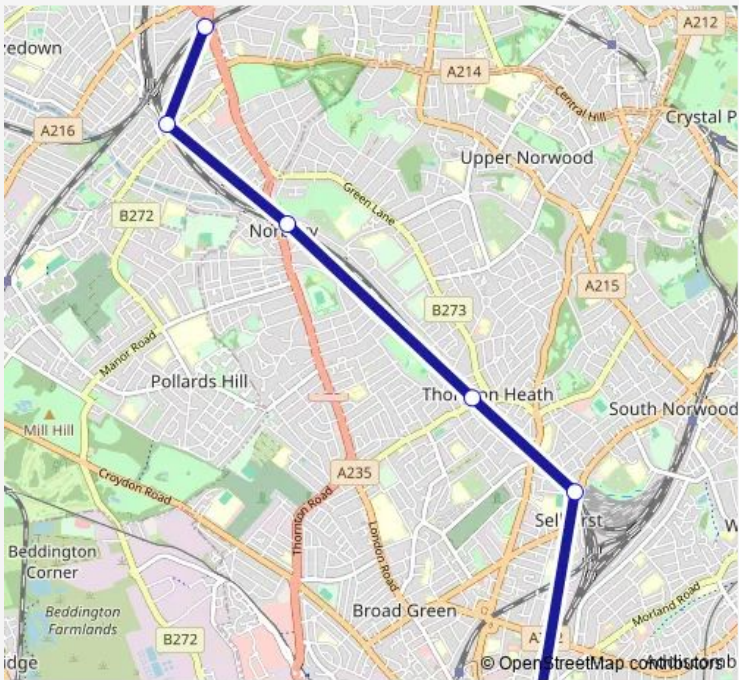 A212
zedown
A214
Central Hill
Crystal P
A216
Upper Norwood
Green Lane
B272
A215
B273
Manor Road
Pollards Hill
Thornton Heath
South Norwood
Mill Hill
A235
Croydon Road
Thornton Road
London Road
Beddington
Corner
Beddington
Farmlands
Broad Green
Morland Road
B272
idge
© OpenStreetMap contributors